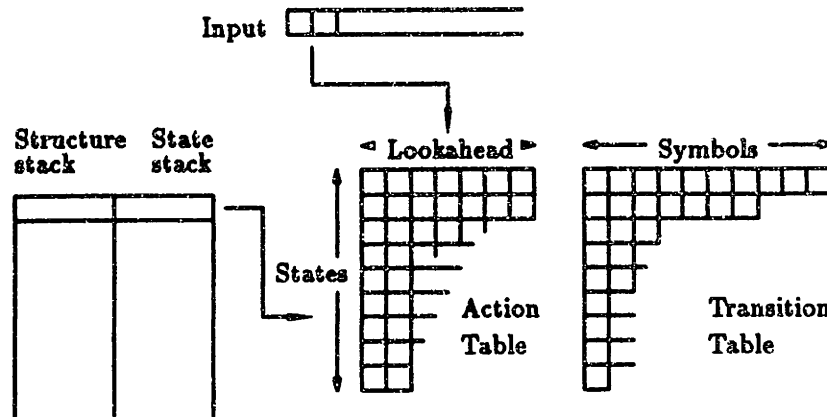 Input
Structure stack
State stack
Lookahead
Symbols
States
Action Table
Transition Table